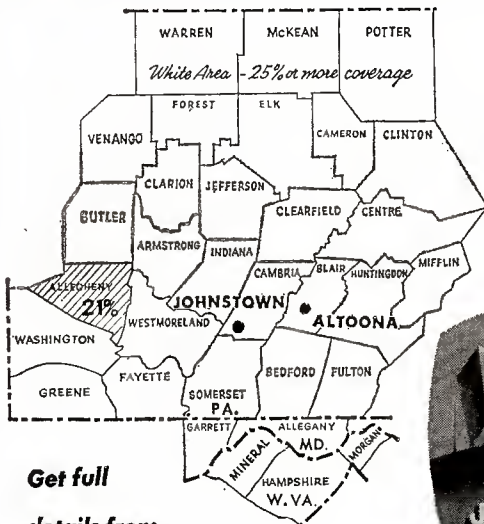 WARREN McKEAN POTTER
White Area - 25% or more coverage
FOREST ELK
VENANGO CAMERON CLINTON
CLARION JEFFERSON
CLEARFIELD CENTRE
BUTLER
ARMSTRONG INDIANA
CAMBRIA BLAIR HUNTINGDON MIFFLIN
ALLEGHENY
21% JOHNSTOWN
ALTOONA
WASHINGTON WESTMORELAND
GREENE FAYETTE
SOMERSET BEDFORD FULTON
PA.
GARRETT ALLEGANY
MD.
MINERAL MORGAN
HAMPSHIRE
W. VA.
Get full
details from